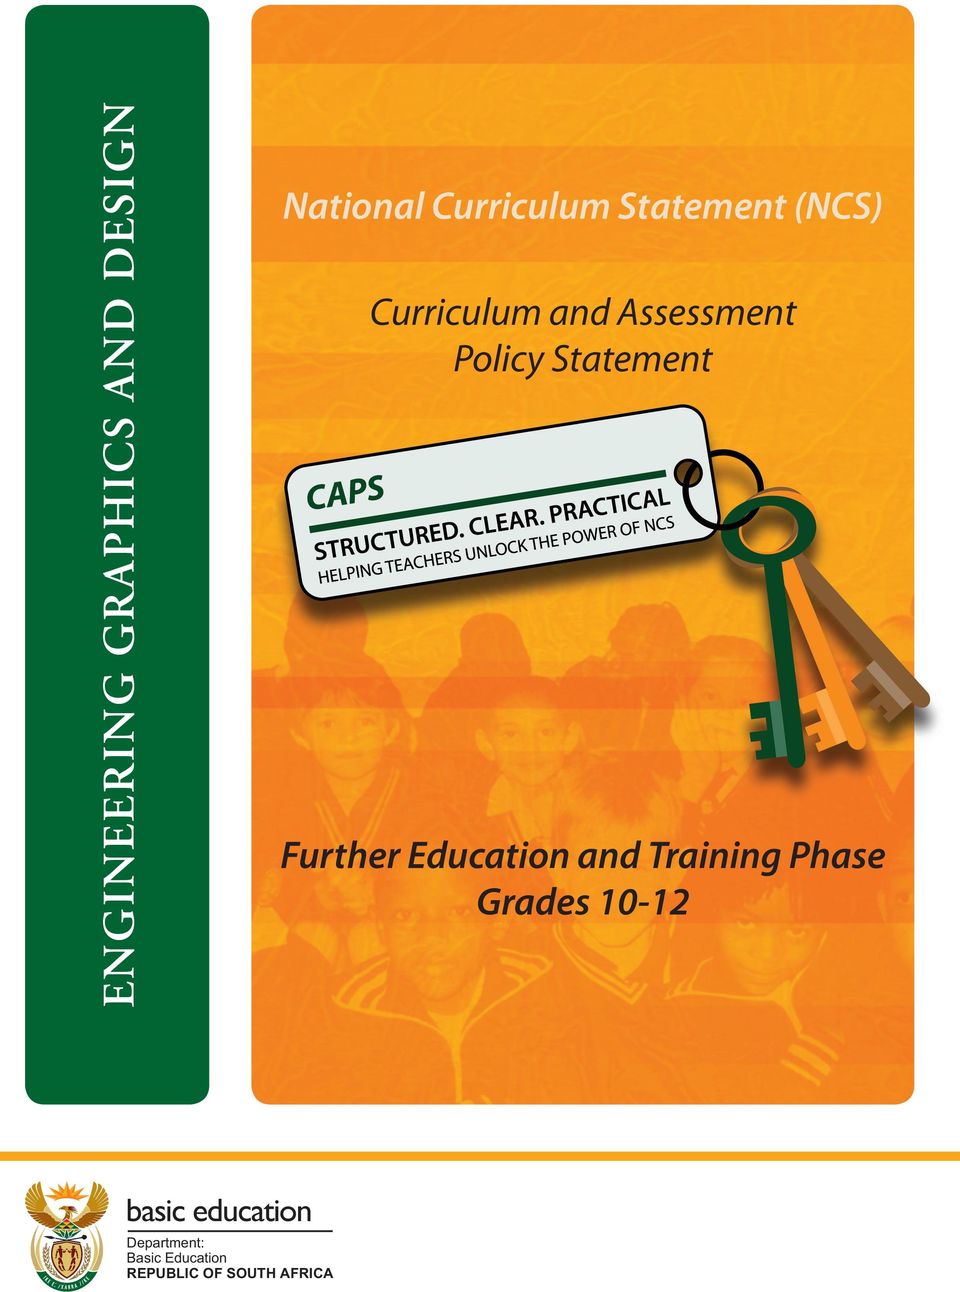 ENGINEERING GRAPHICS AND DESIGN
National Curriculum Statement (NCS)
Curriculum and Assessment
Policy Statement
CAPS
STRUCTURED. CLEAR. PRACTICAL
HELPING TEACHERS UNLOCK THE POWER OF NCS
Further Education and Training Phase
Grades 10-12
basic education
Department:
Basic Education
REPUBLIC OF SOUTH AFRICA